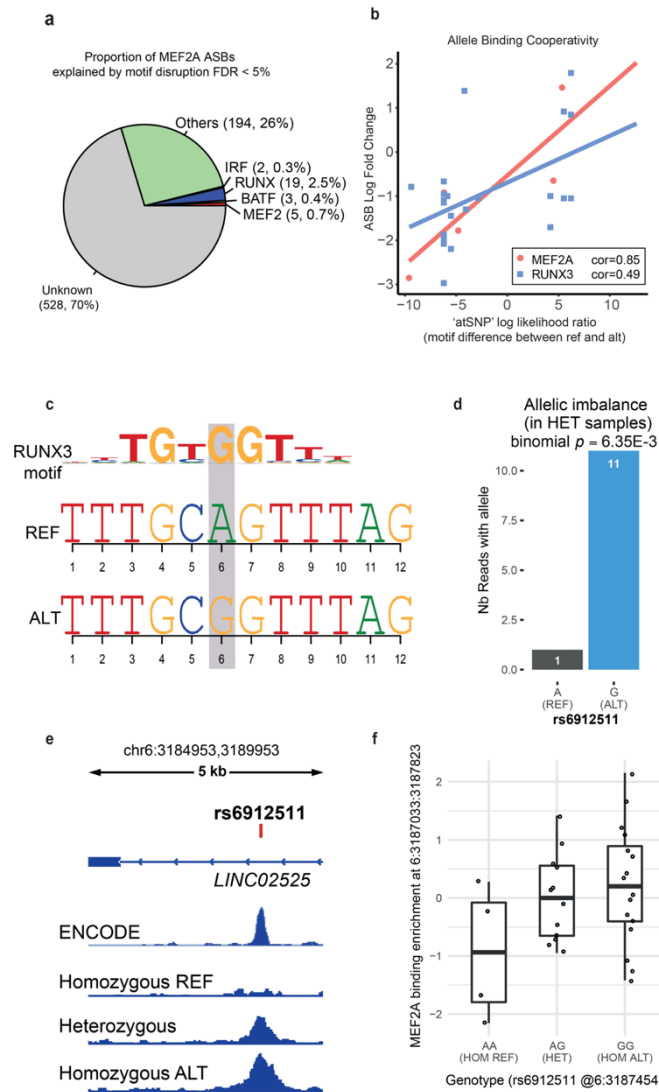 a
Proportion of MEF2A ASBs
explained by motif disruption FDR < 5%
Others (194, 26%)
IRF (2, 0.3%)
RUNX (19, 2.5%)
BATF (3, 0.4%)
MEF2 (5, 0.7%)
Unknown
(528, 70%)
b
Allele Binding Cooperativity
ASB Log Fold Change
2
1
0
−1
−2
−3
−10
−5
0
5
10
MEF2A cor=0.85
RUNX3 cor=0.49
'atSNP' log likelihood ratio
(motif difference between ref and alt)
c
RUNX3
motif
TGTGGTTT
REF
TTTGCAGTTTAG
1 2 3 4 5 6 7 8 9 10 11 12
ALT
TTTGCGGTTTAG
1 2 3 4 5 6 7 8 9 10 11 12
d
Allelic imbalance
(in HET samples)
binomial p = 6.35E-3
Nb Reads with allele
10.0
7.5
5.0
2.5
0.0
1
11
A
(REF)
G
(ALT)
rs6912511
e
chr6:3184953,3189953
5 kb
rs6912511
LINC02525
ENCODE
Homozygous REF
Heterozygous
Homozygous ALT
f
MEF2A binding enrichment at 6:3187033:3187823
2
1
0
−1
−2
AA
(HOM REF)
AG
(HET)
GG
(HOM ALT)
Genotype (rs6912511 @6:3187454